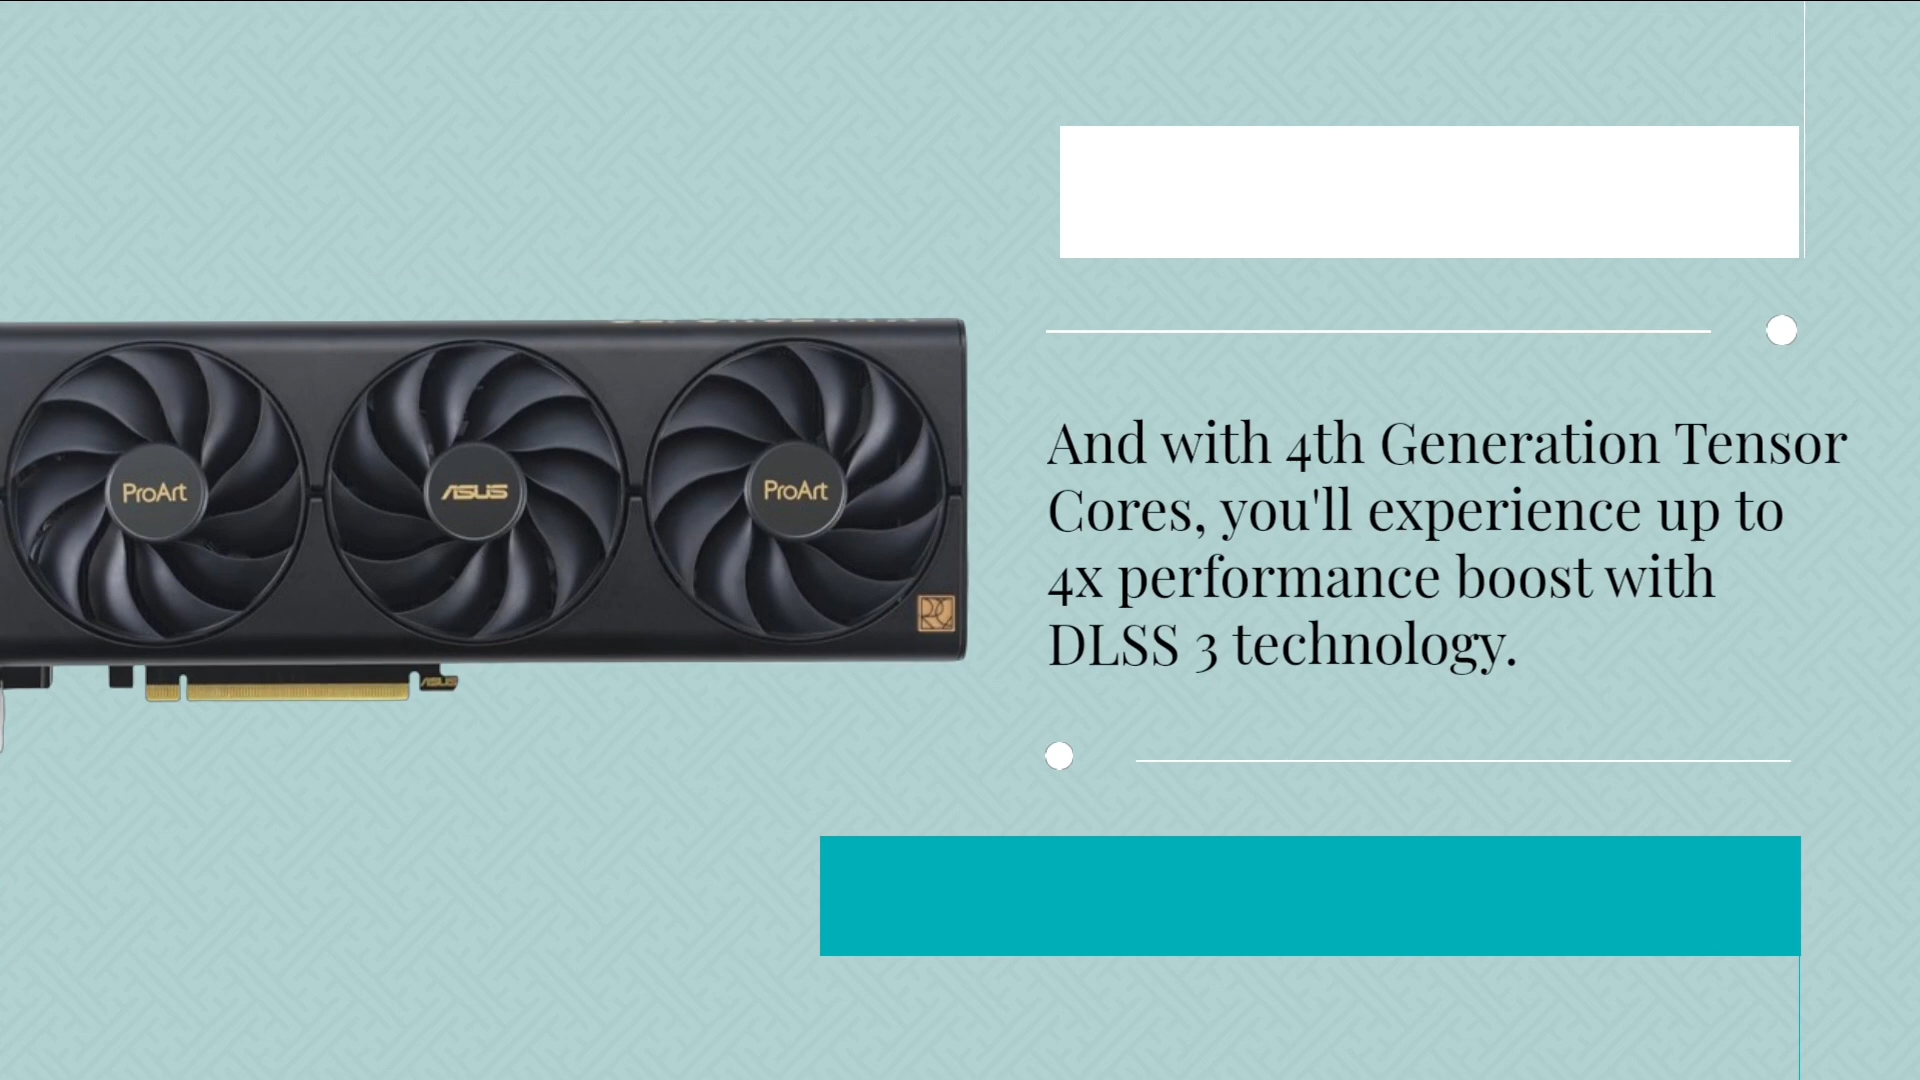 And with 4th Generation Tensor
Cores, you'll experience up to
4x performance boost with
DLSS 3 technology.
ProArt
ASUS
ProArt
ASUS